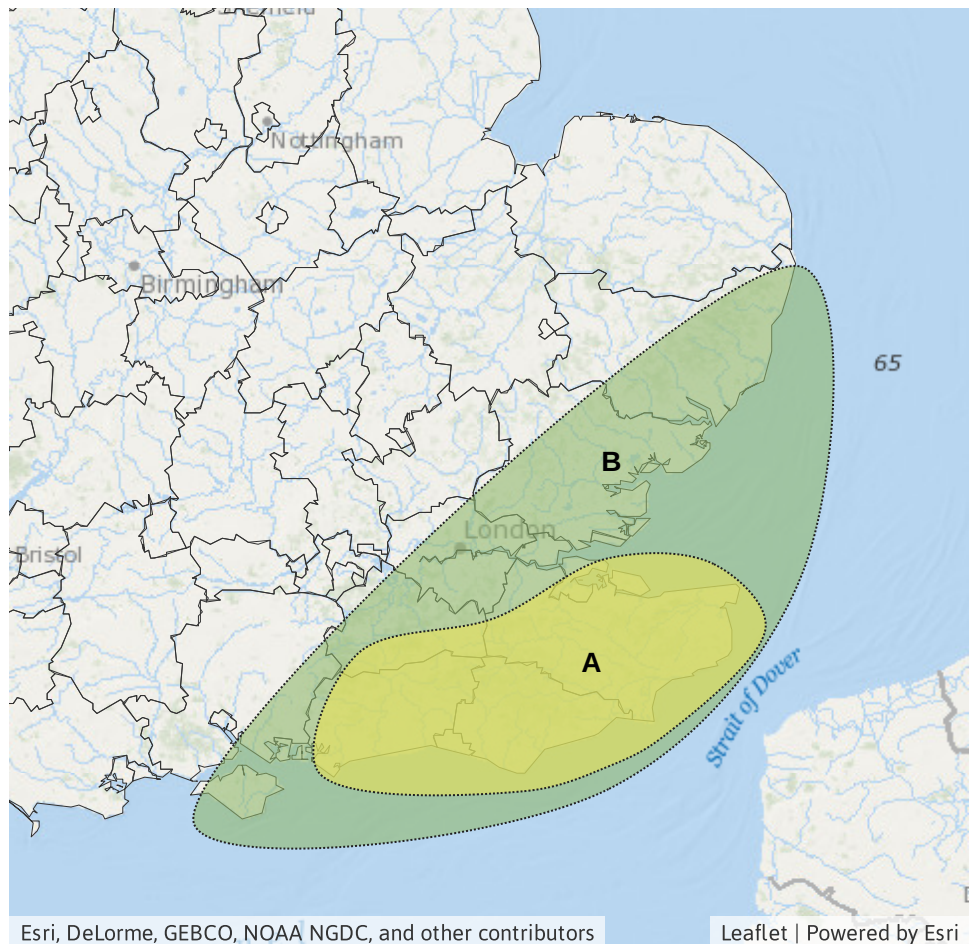 Nottingham
Birmingham
65
B
London
Bristol
A
Strait of Dover
Esri, DeLorme, GEBCO, NOAA NGDC, and other contributors
Leaflet | Powered by Esri